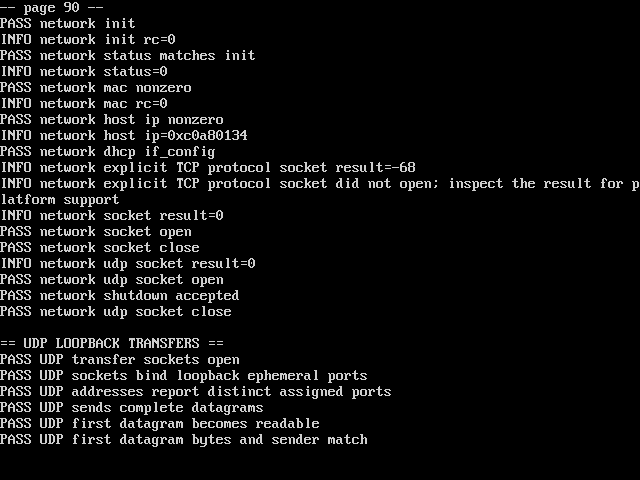 -- page 90 --
PASS network init
INFO network init rc=0
PASS network status matches init
INFO network status=0
PASS network mac nonzero
INFO network mac rc=0
PASS network host ip nonzero
INFO network host ip=0xc0a80134
PASS network dhcp if_config
INFO network explicit TCP protocol socket result=-68
INFO network explicit TCP protocol socket did not open; inspect the result for p
latform support
INFO network socket result=0
PASS network socket open
PASS network socket close
INFO network udp socket result=0
PASS network udp socket open
PASS network shutdown accepted
PASS network udp socket close
== UDP LOOPBACK TRANSFERS ==
PASS UDP transfer sockets open
PASS UDP sockets bind loopback ephemeral ports
PASS UDP addresses report distinct assigned ports
PASS UDP sends complete datagrams
PASS UDP first datagram becomes readable
PASS UDP first datagram bytes and sender match